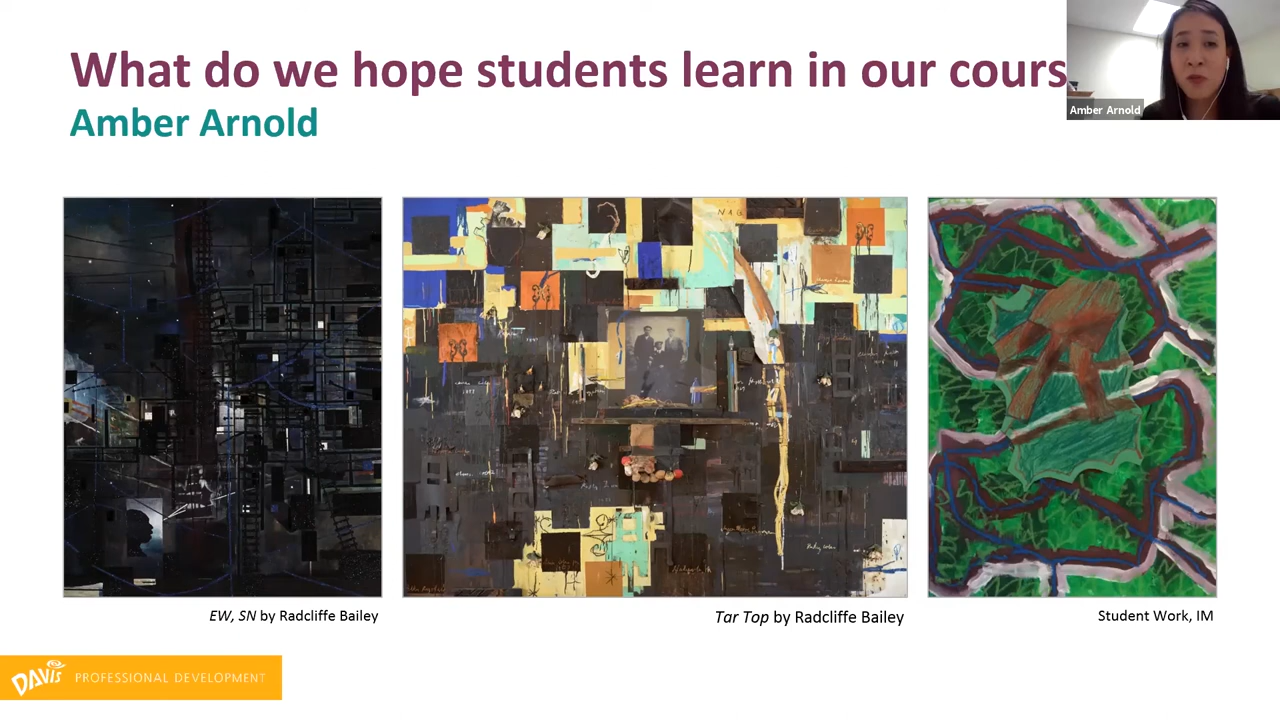 What do we hope students learn in our cours
Amber Arnold
Amber Arnold
N.A.G.
EW, SN by Radcliffe Bailey
Tar Top by Radcliffe Bailey
Student Work, IM
DAVIS
PROFESSIONAL DEVELOPMENT